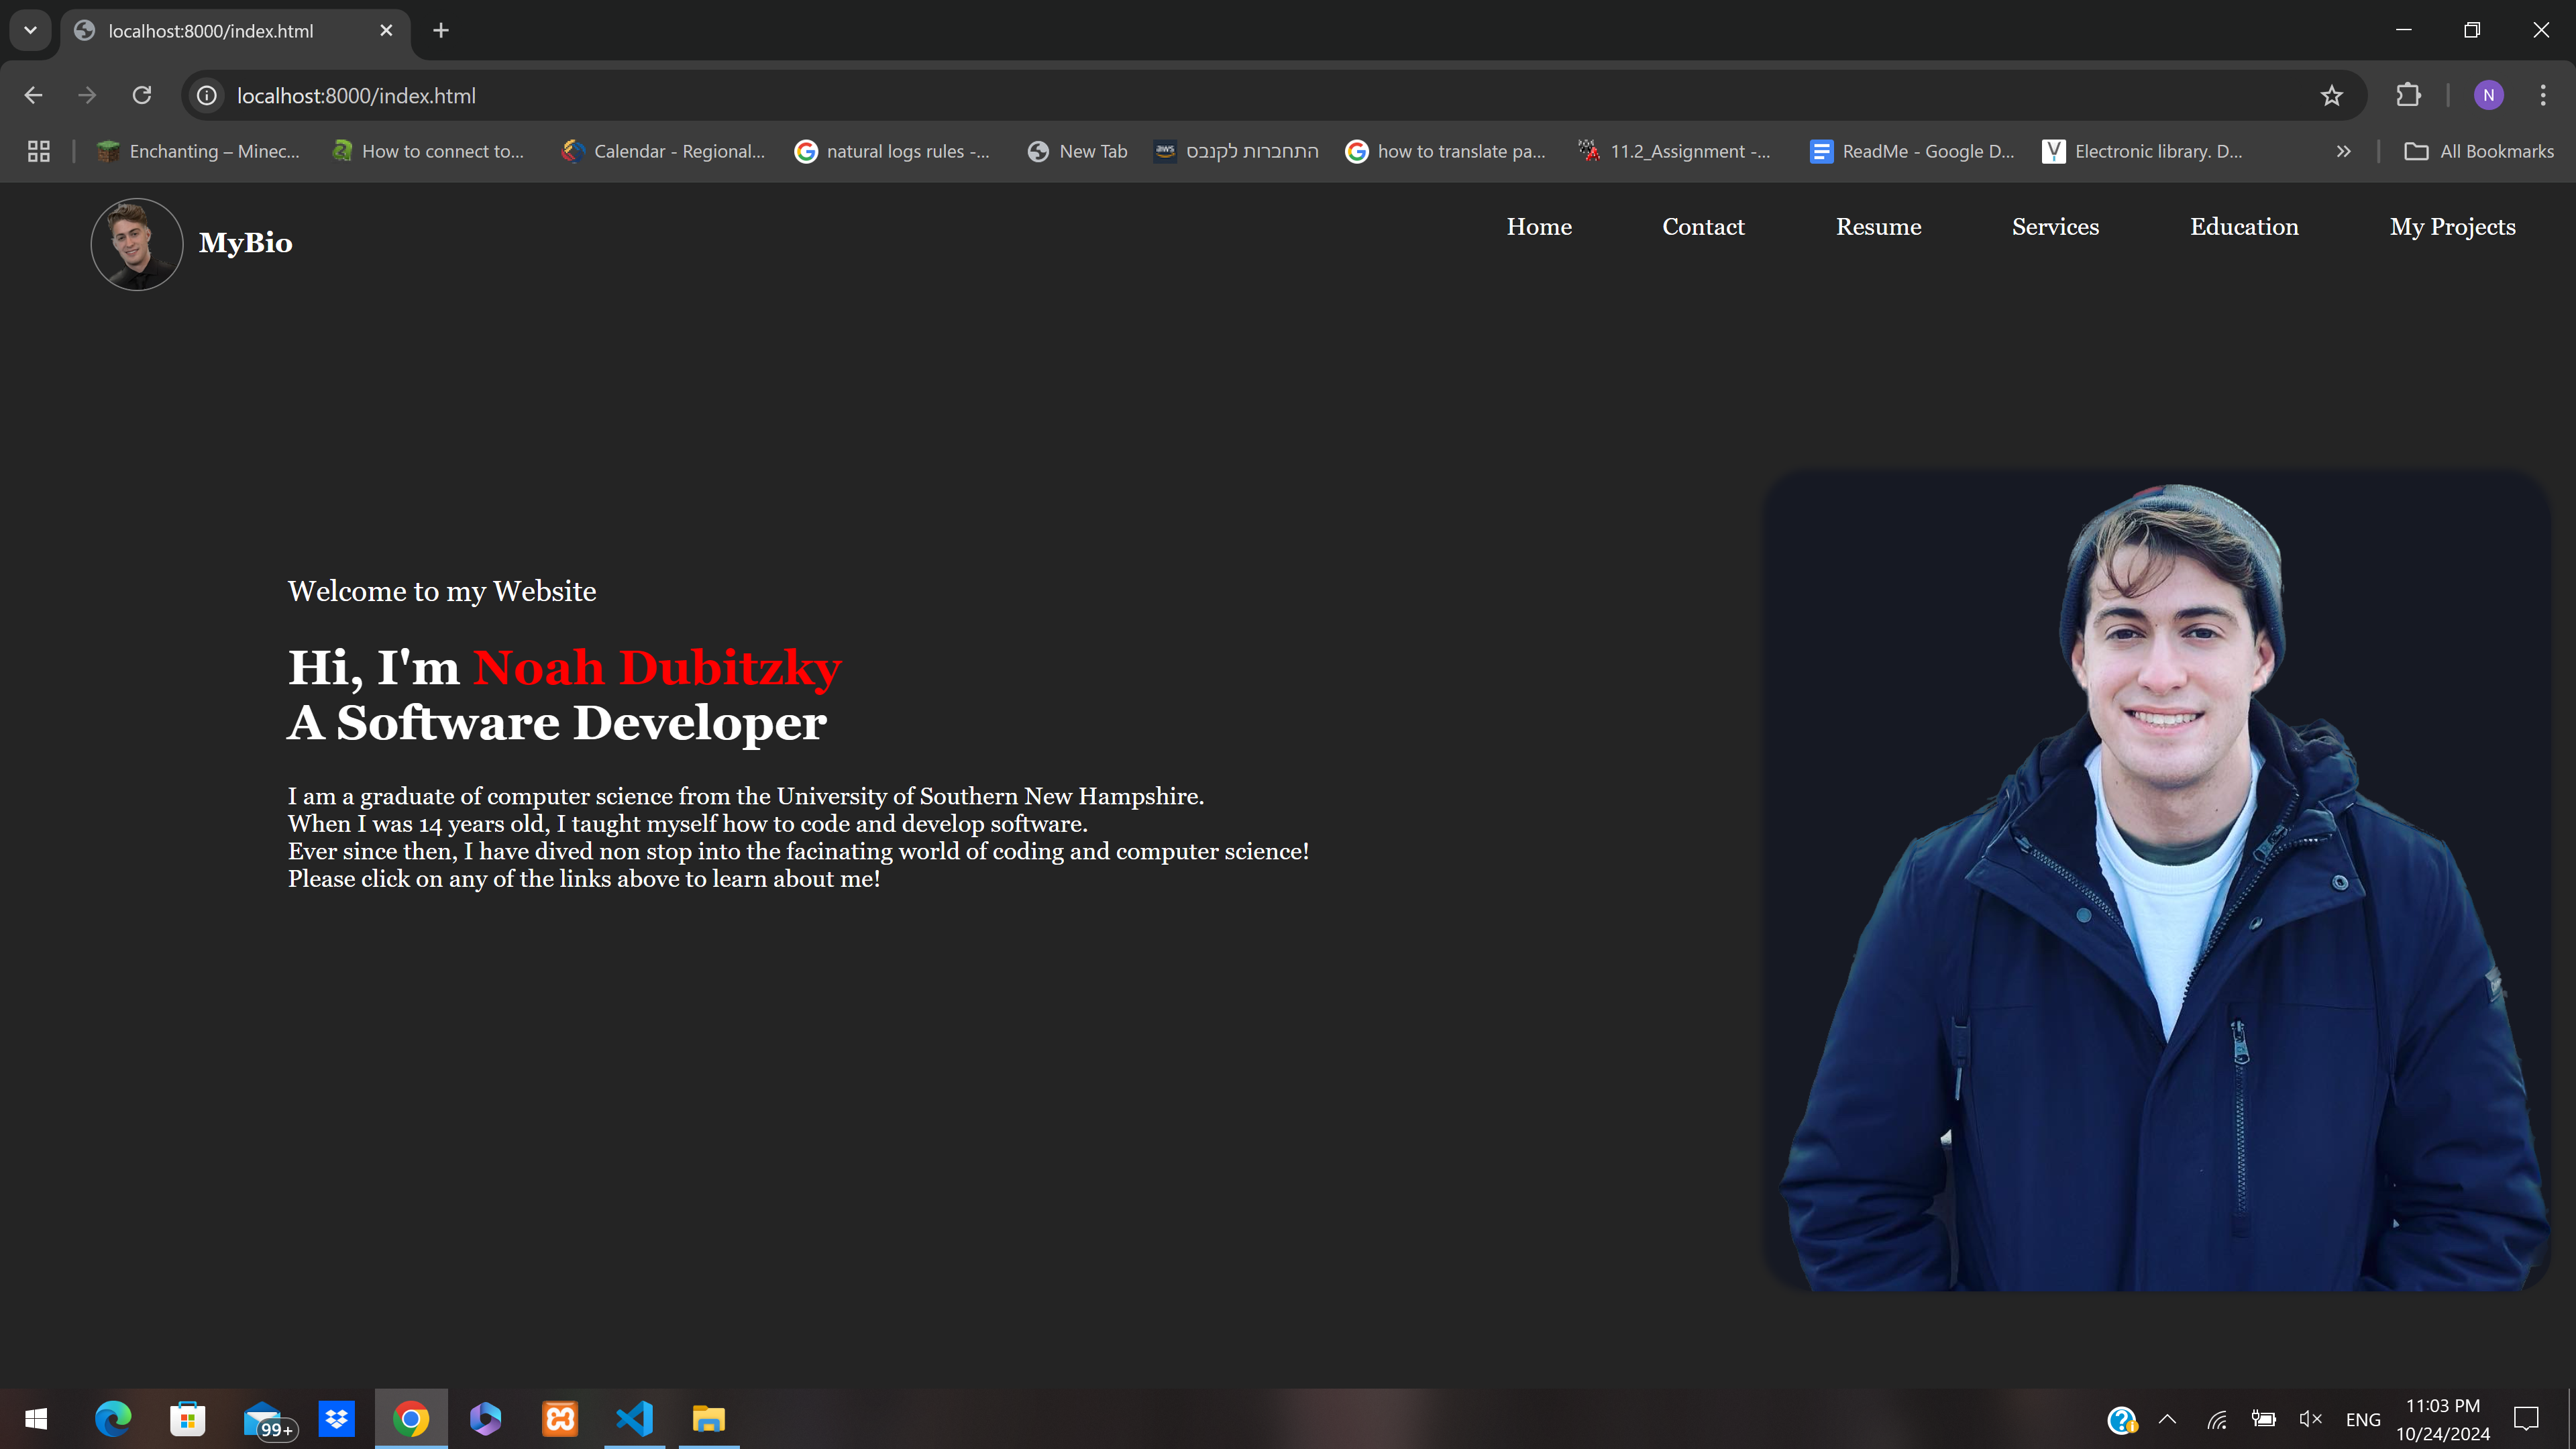 localhost:8000/index.html
localhost:8000/index.html
N
Enchanting – Minec...
How to connect to...
Calendar - Regional...
natural logs rules -...
New Tab
aws
התחברות לקנבס
how to translate pa...
11.2_Assignment -...
ReadMe - Google D...
Electronic library. D...
All Bookmarks
MyBio
Home
Contact
Resume
Services
Education
My Projects
Welcome to my Website
Hi, I'm Noah Dubitzky
A Software Developer
I am a graduate of computer science from the University of Southern New Hampshire.
When I was 14 years old, I taught myself how to code and develop software.
Ever since then, I have dived non stop into the facinating world of coding and computer science!
Please click on any of the links above to learn about me!
99+
ENG
11:03 PM
10/24/2024